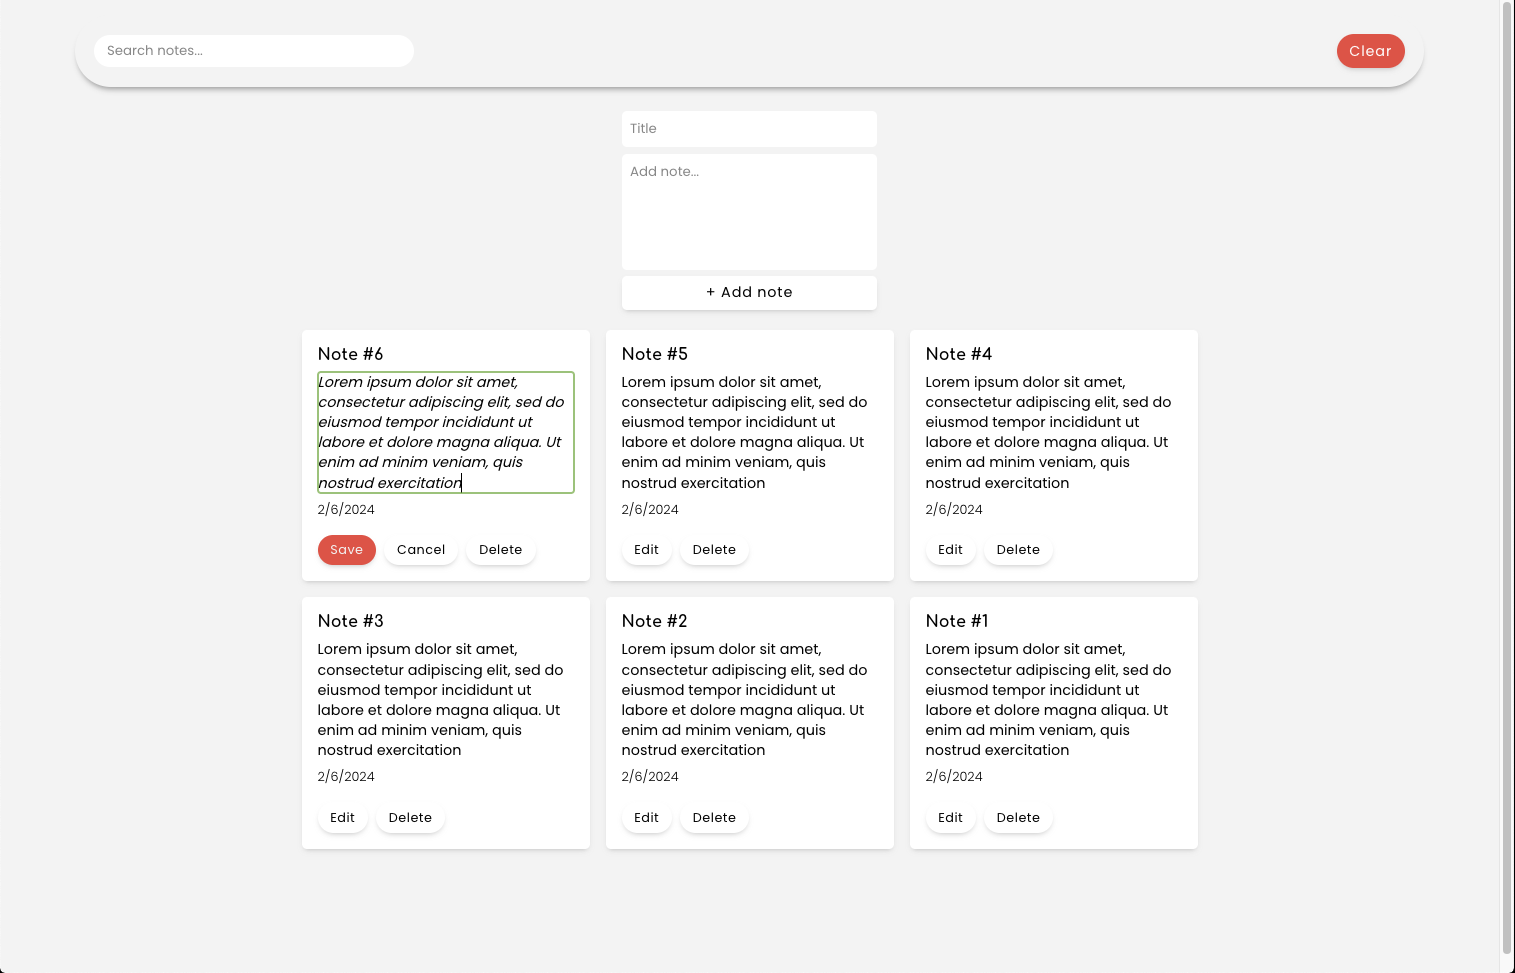 Search notes...
Clear
Title
Add note...
+ Add note
Note #6
Lorem ipsum dolor sit amet,
consectetur adipiscing elit, sed do
eiusmod tempor incididunt ut
labore et dolore magna aliqua. Ut
enim ad minim veniam, quis
nostrud exercitation
2/6/2024
Save Cancel Delete
Note #5
Lorem ipsum dolor sit amet,
consectetur adipiscing elit, sed do
eiusmod tempor incididunt ut
labore et dolore magna aliqua. Ut
enim ad minim veniam, quis
nostrud exercitation
2/6/2024
Edit Delete
Note #4
Lorem ipsum dolor sit amet,
consectetur adipiscing elit, sed do
eiusmod tempor incididunt ut
labore et dolore magna aliqua. Ut
enim ad minim veniam, quis
nostrud exercitation
2/6/2024
Edit Delete
Note #3
Lorem ipsum dolor sit amet,
consectetur adipiscing elit, sed do
eiusmod tempor incididunt ut
labore et dolore magna aliqua. Ut
enim ad minim veniam, quis
nostrud exercitation
2/6/2024
Edit Delete
Note #2
Lorem ipsum dolor sit amet,
consectetur adipiscing elit, sed do
eiusmod tempor incididunt ut
labore et dolore magna aliqua. Ut
enim ad minim veniam, quis
nostrud exercitation
2/6/2024
Edit Delete
Note #1
Lorem ipsum dolor sit amet,
consectetur adipiscing elit, sed do
eiusmod tempor incididunt ut
labore et dolore magna aliqua. Ut
enim ad minim veniam, quis
nostrud exercitation
2/6/2024
Edit Delete